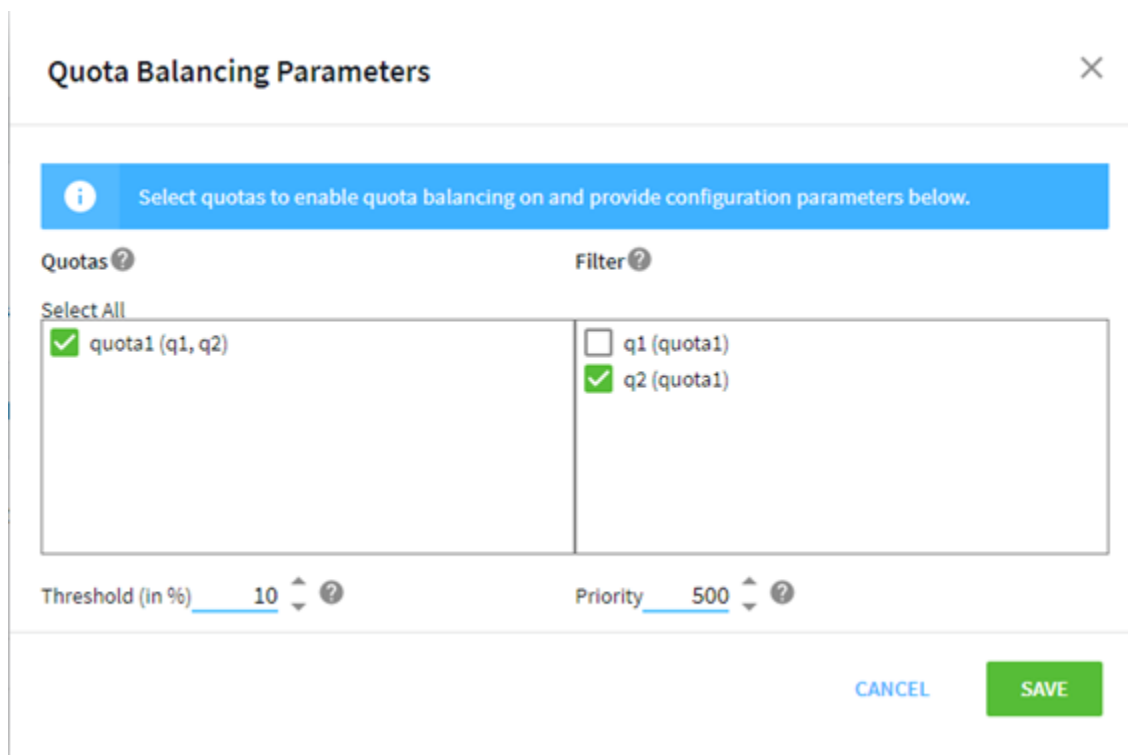 Quota Balancing Parameters
Select quotas to enable quota balancing on and provide configuration parameters below.
Quotas Filter
Select All
quota1 (q1, q2) q1 (quota1)
q2 (quota1)
Threshold (in %) 10 Priority 500
CANCEL SAVE